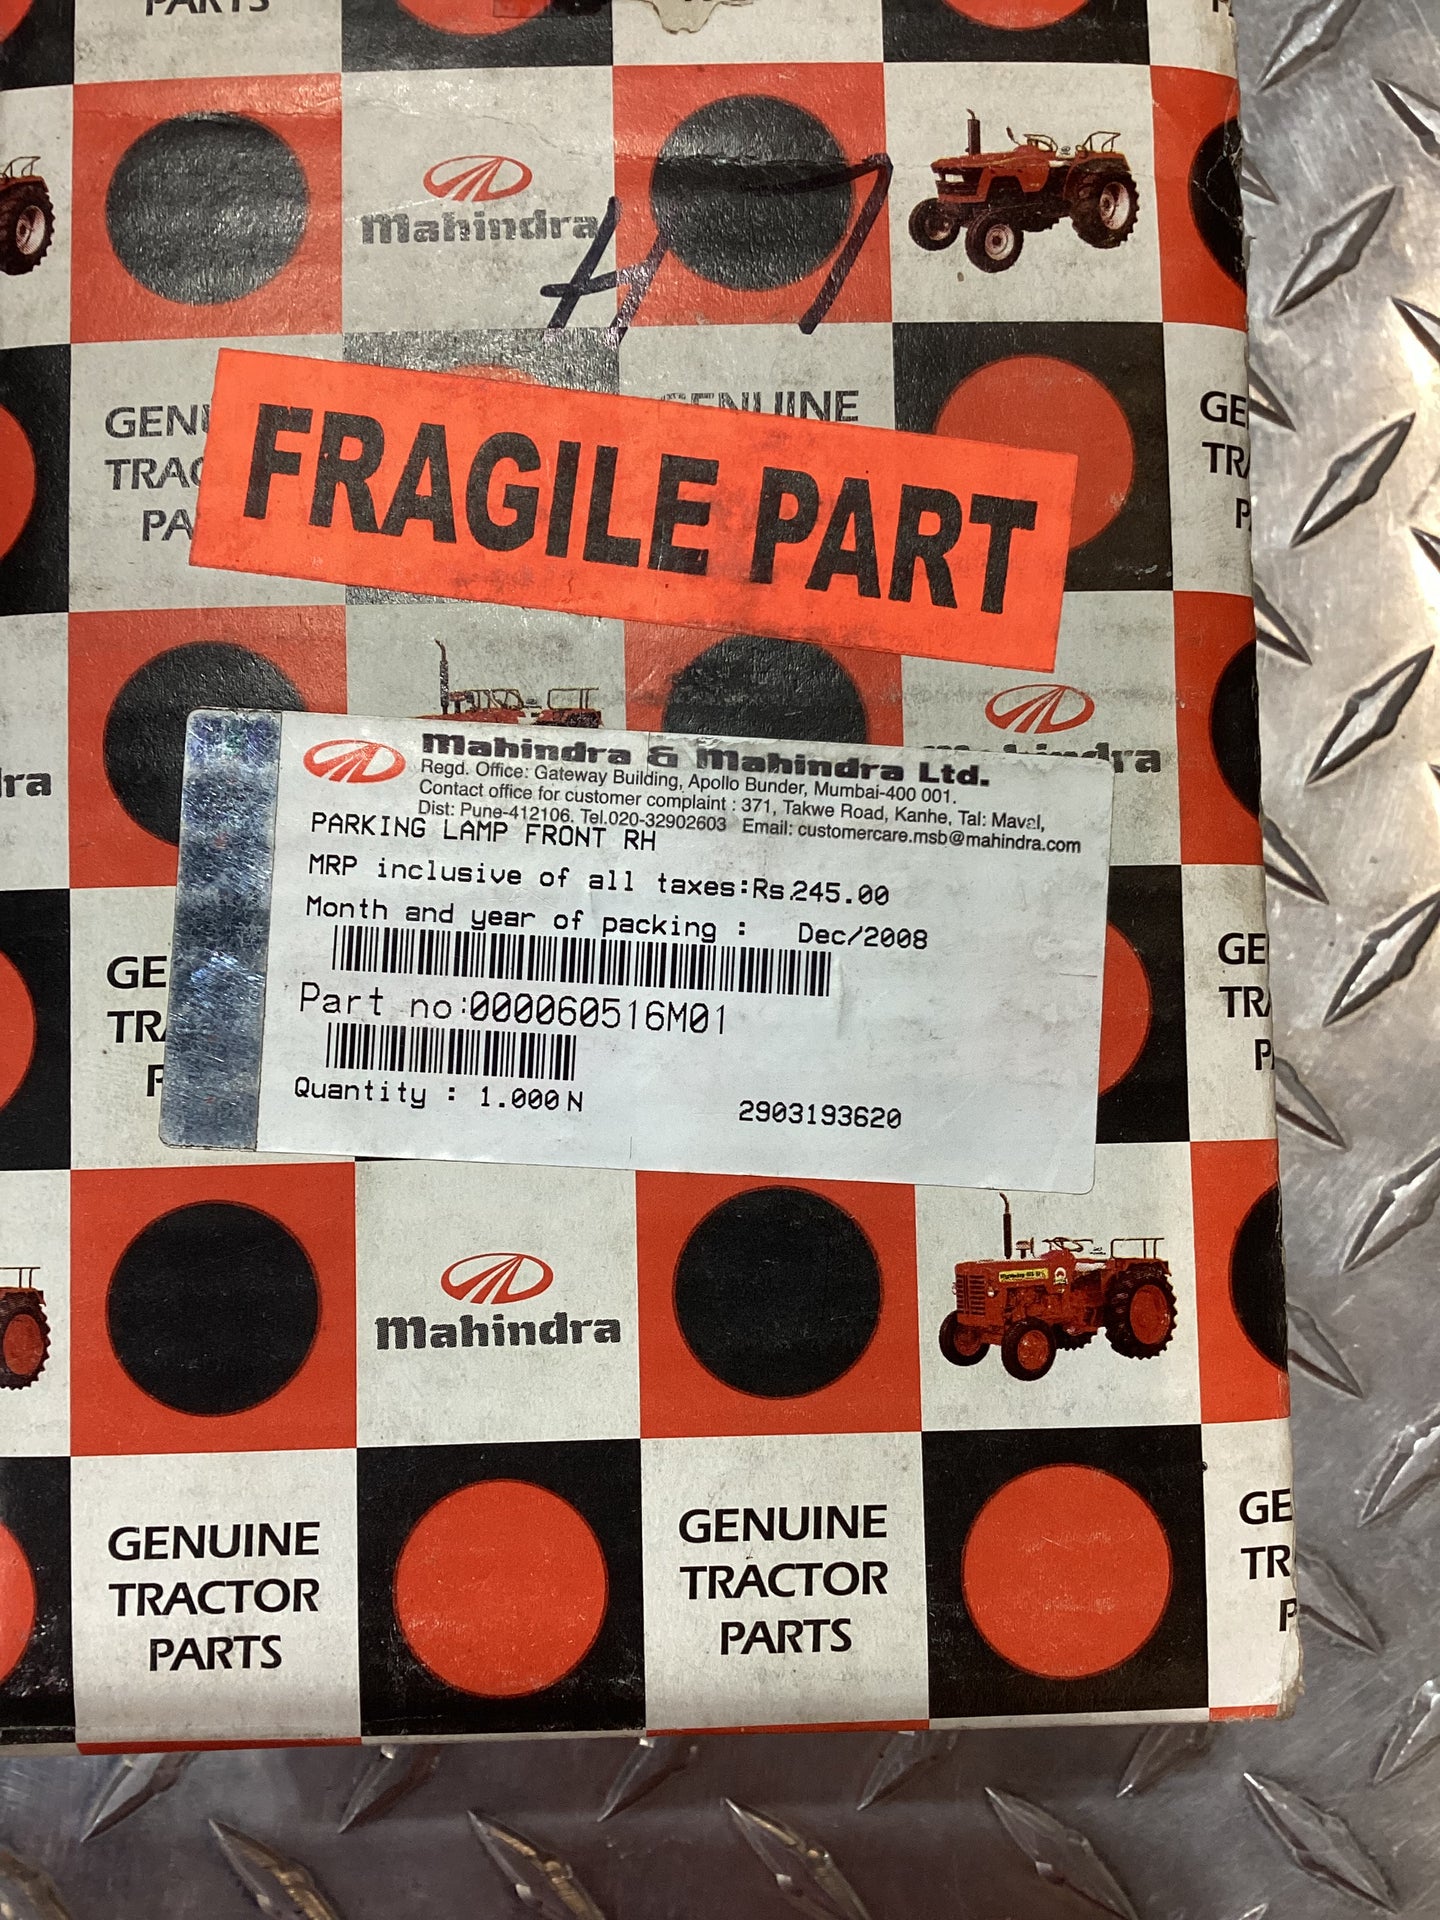 PARTS
Mahindra
H 7
GENUINE
FRAGILE PART
Mahindra & Mahindra Ltd.
Regd. Office: Gateway Building, Apollo Bunder, Mumbai-400 001.
Contact office for customer complaint : 371, Takwe Road, Kanhe, Tal: Maval,
Dist: Pune-412106. Tel.020-32902603 Email: customercare.msb@mahindra.com
PARKING LAMP FRONT RH
MRP inclusive of all taxes:Rs.245.00
Month and year of packing : Dec/2008
Part no:000060516M01
Quantity : 1.000 N
2903193620
Mahindra
GENUINE
TRACTOR
PARTS
GENUINE
TRACTOR
PARTS